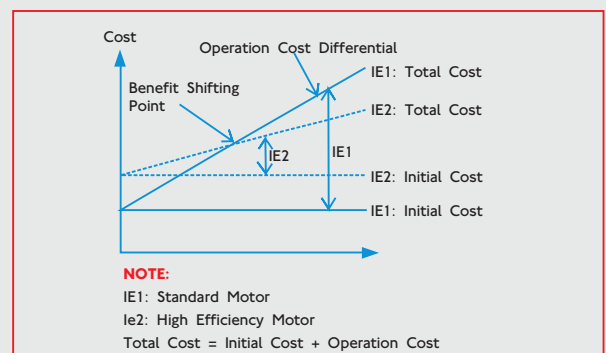 Cost
Operation Cost Differential
IE1: Total Cost
Benefit Shifting
Point
IE2: Total Cost
IE2
IE1
IE2: Initial Cost
IE1: Initial Cost
NOTE:
IE1: Standard Motor
Ie2: High Efficiency Motor
Total Cost = Initial Cost + Operation Cost